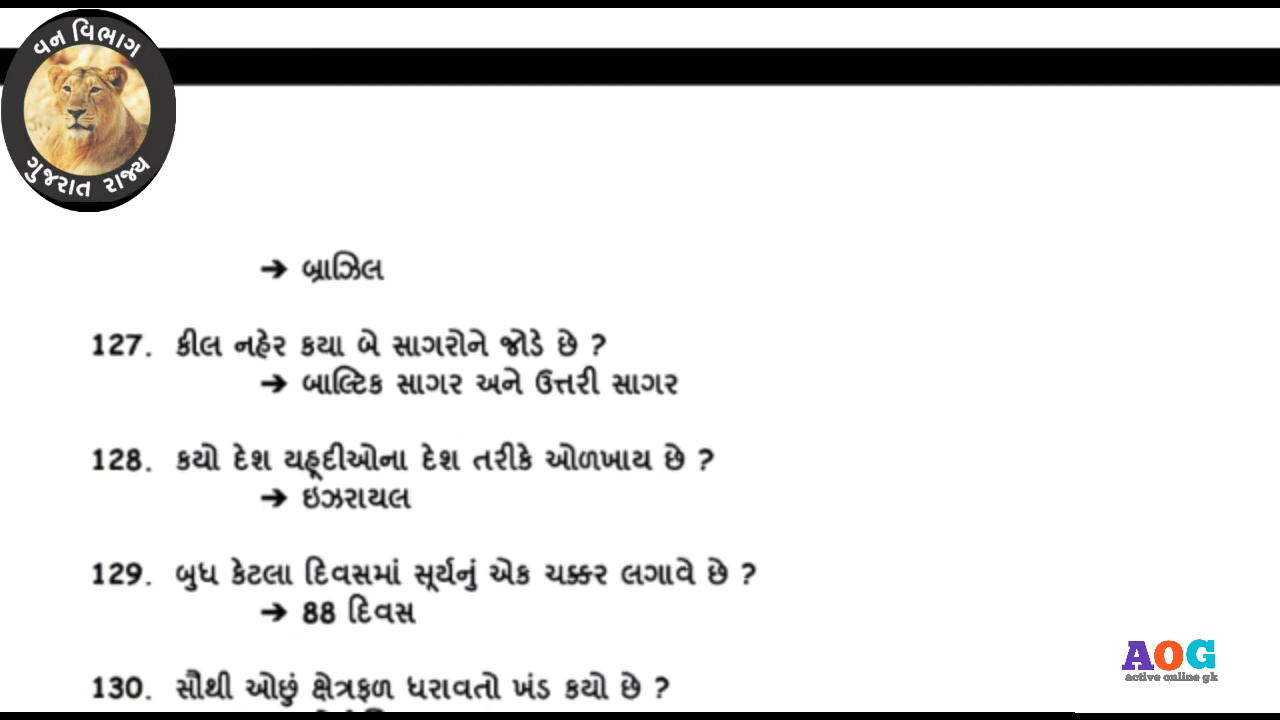 વન વિભાગ
ગુજરાત રાજ્ય
➔ બ્રાઝિલ
127. કીલ નહેર કયા બે સાગરોને જોડે છે ?
➔ બાલ્ટિક સાગર અને ઉત્તરી સાગર
128. કયો દેશ યહૂદીઓના દેશ તરીકે ઓળખાય છે ?
➔ ઇઝરાયલ
129. બુધ કેટલા દિવસમાં સૂર્યનું એક ચક્કર લગાવે છે ?
➔ 88 દિવસ
130. સૌથી ઓછું ક્ષેત્રફળ ધરાવતો ખંડ કયો છે ?
AOG
active online gk